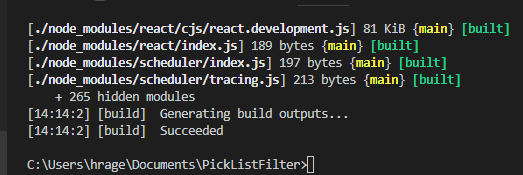 [./node_modules/react/cjs/react.development.js] 81 KiB {main} [built]
[./node_modules/react/index.js] 189 bytes {main} [built]
[./node_modules/scheduler/index.js] 197 bytes {main} [built]
[./node_modules/scheduler/tracing.js] 213 bytes {main} [built]
+ 265 hidden modules
[14:14:2] [build] Generating build outputs...
[14:14:2] [build] Succeeded
C:\Users\hrage\Documents\PickListFilter>